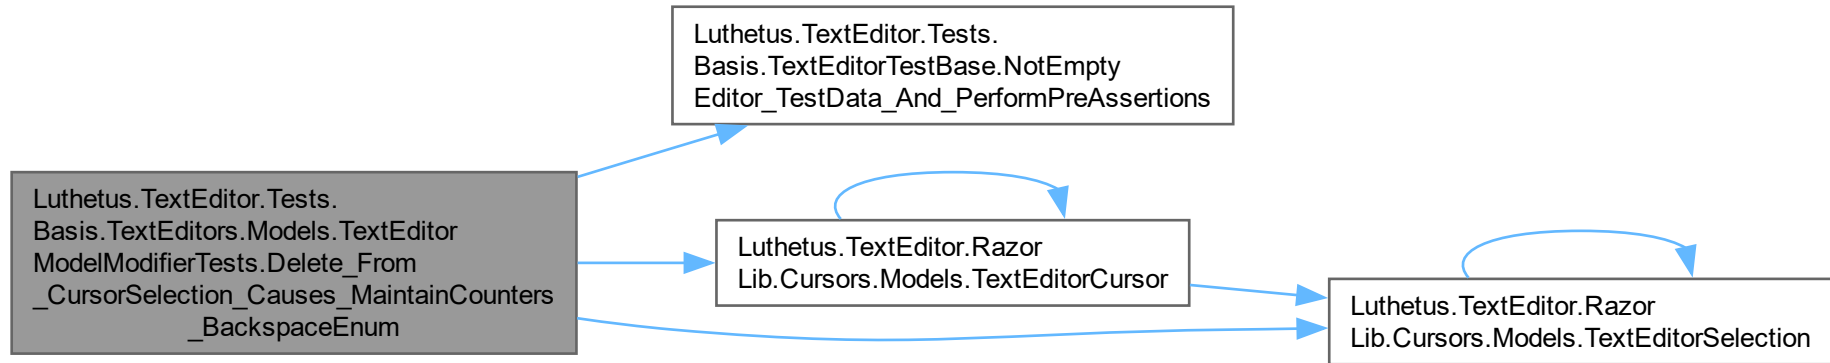 Luthetus.TextEditor.Tests.
Basis.TextEditorTestBase.NotEmpty
Editor_TestData_And_PerformPreAssertions
Luthetus.TextEditor.Tests.
Basis.TextEditors.Models.TextEditor
ModelModifierTests.Delete_From
_CursorSelection_Causes_MaintainCounters
_BackspaceEnum
Luthetus.TextEditor.Razor
Lib.Cursors.Models.TextEditorCursor
Luthetus.TextEditor.Razor
Lib.Cursors.Models.TextEditorSelection